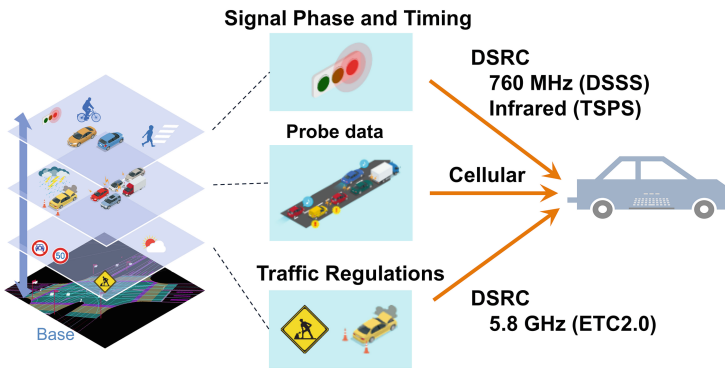 Signal Phase and Timing
DSRC
760 MHz (DSSS)
Infrared (TSPS)
Probe data
Cellular
50
Traffic Regulations
DSRC
5.8 GHz (ETC2.0)
Base